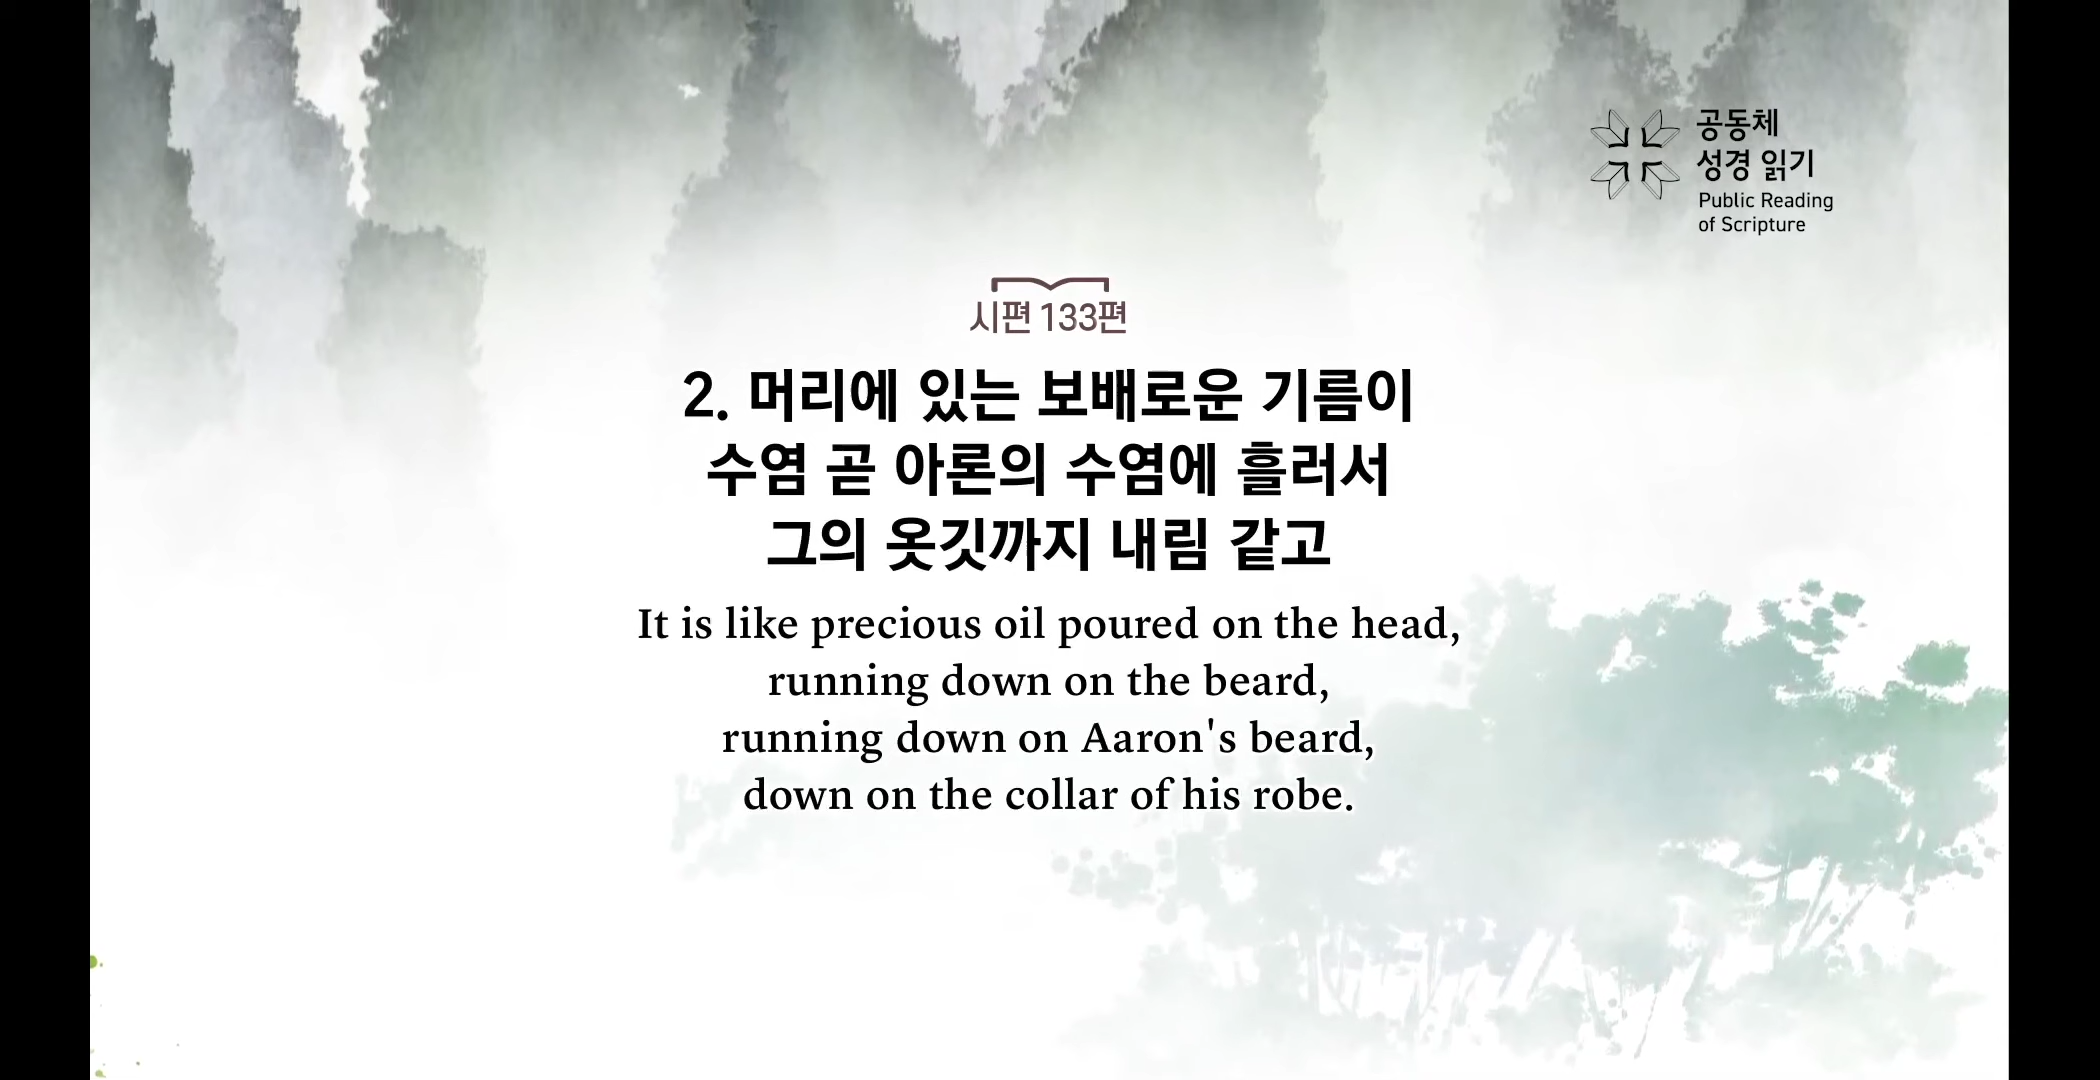 공동체
성경 읽기
Public Reading
of Scripture
시편 133편
2. 머리에 있는 보배로운 기름이
수염 곧 아론의 수염에 흘러서
그의 옷깃까지 내림 같고
It is like precious oil poured on the head,
running down on the beard,
running down on Aaron's beard,
down on the collar of his robe.